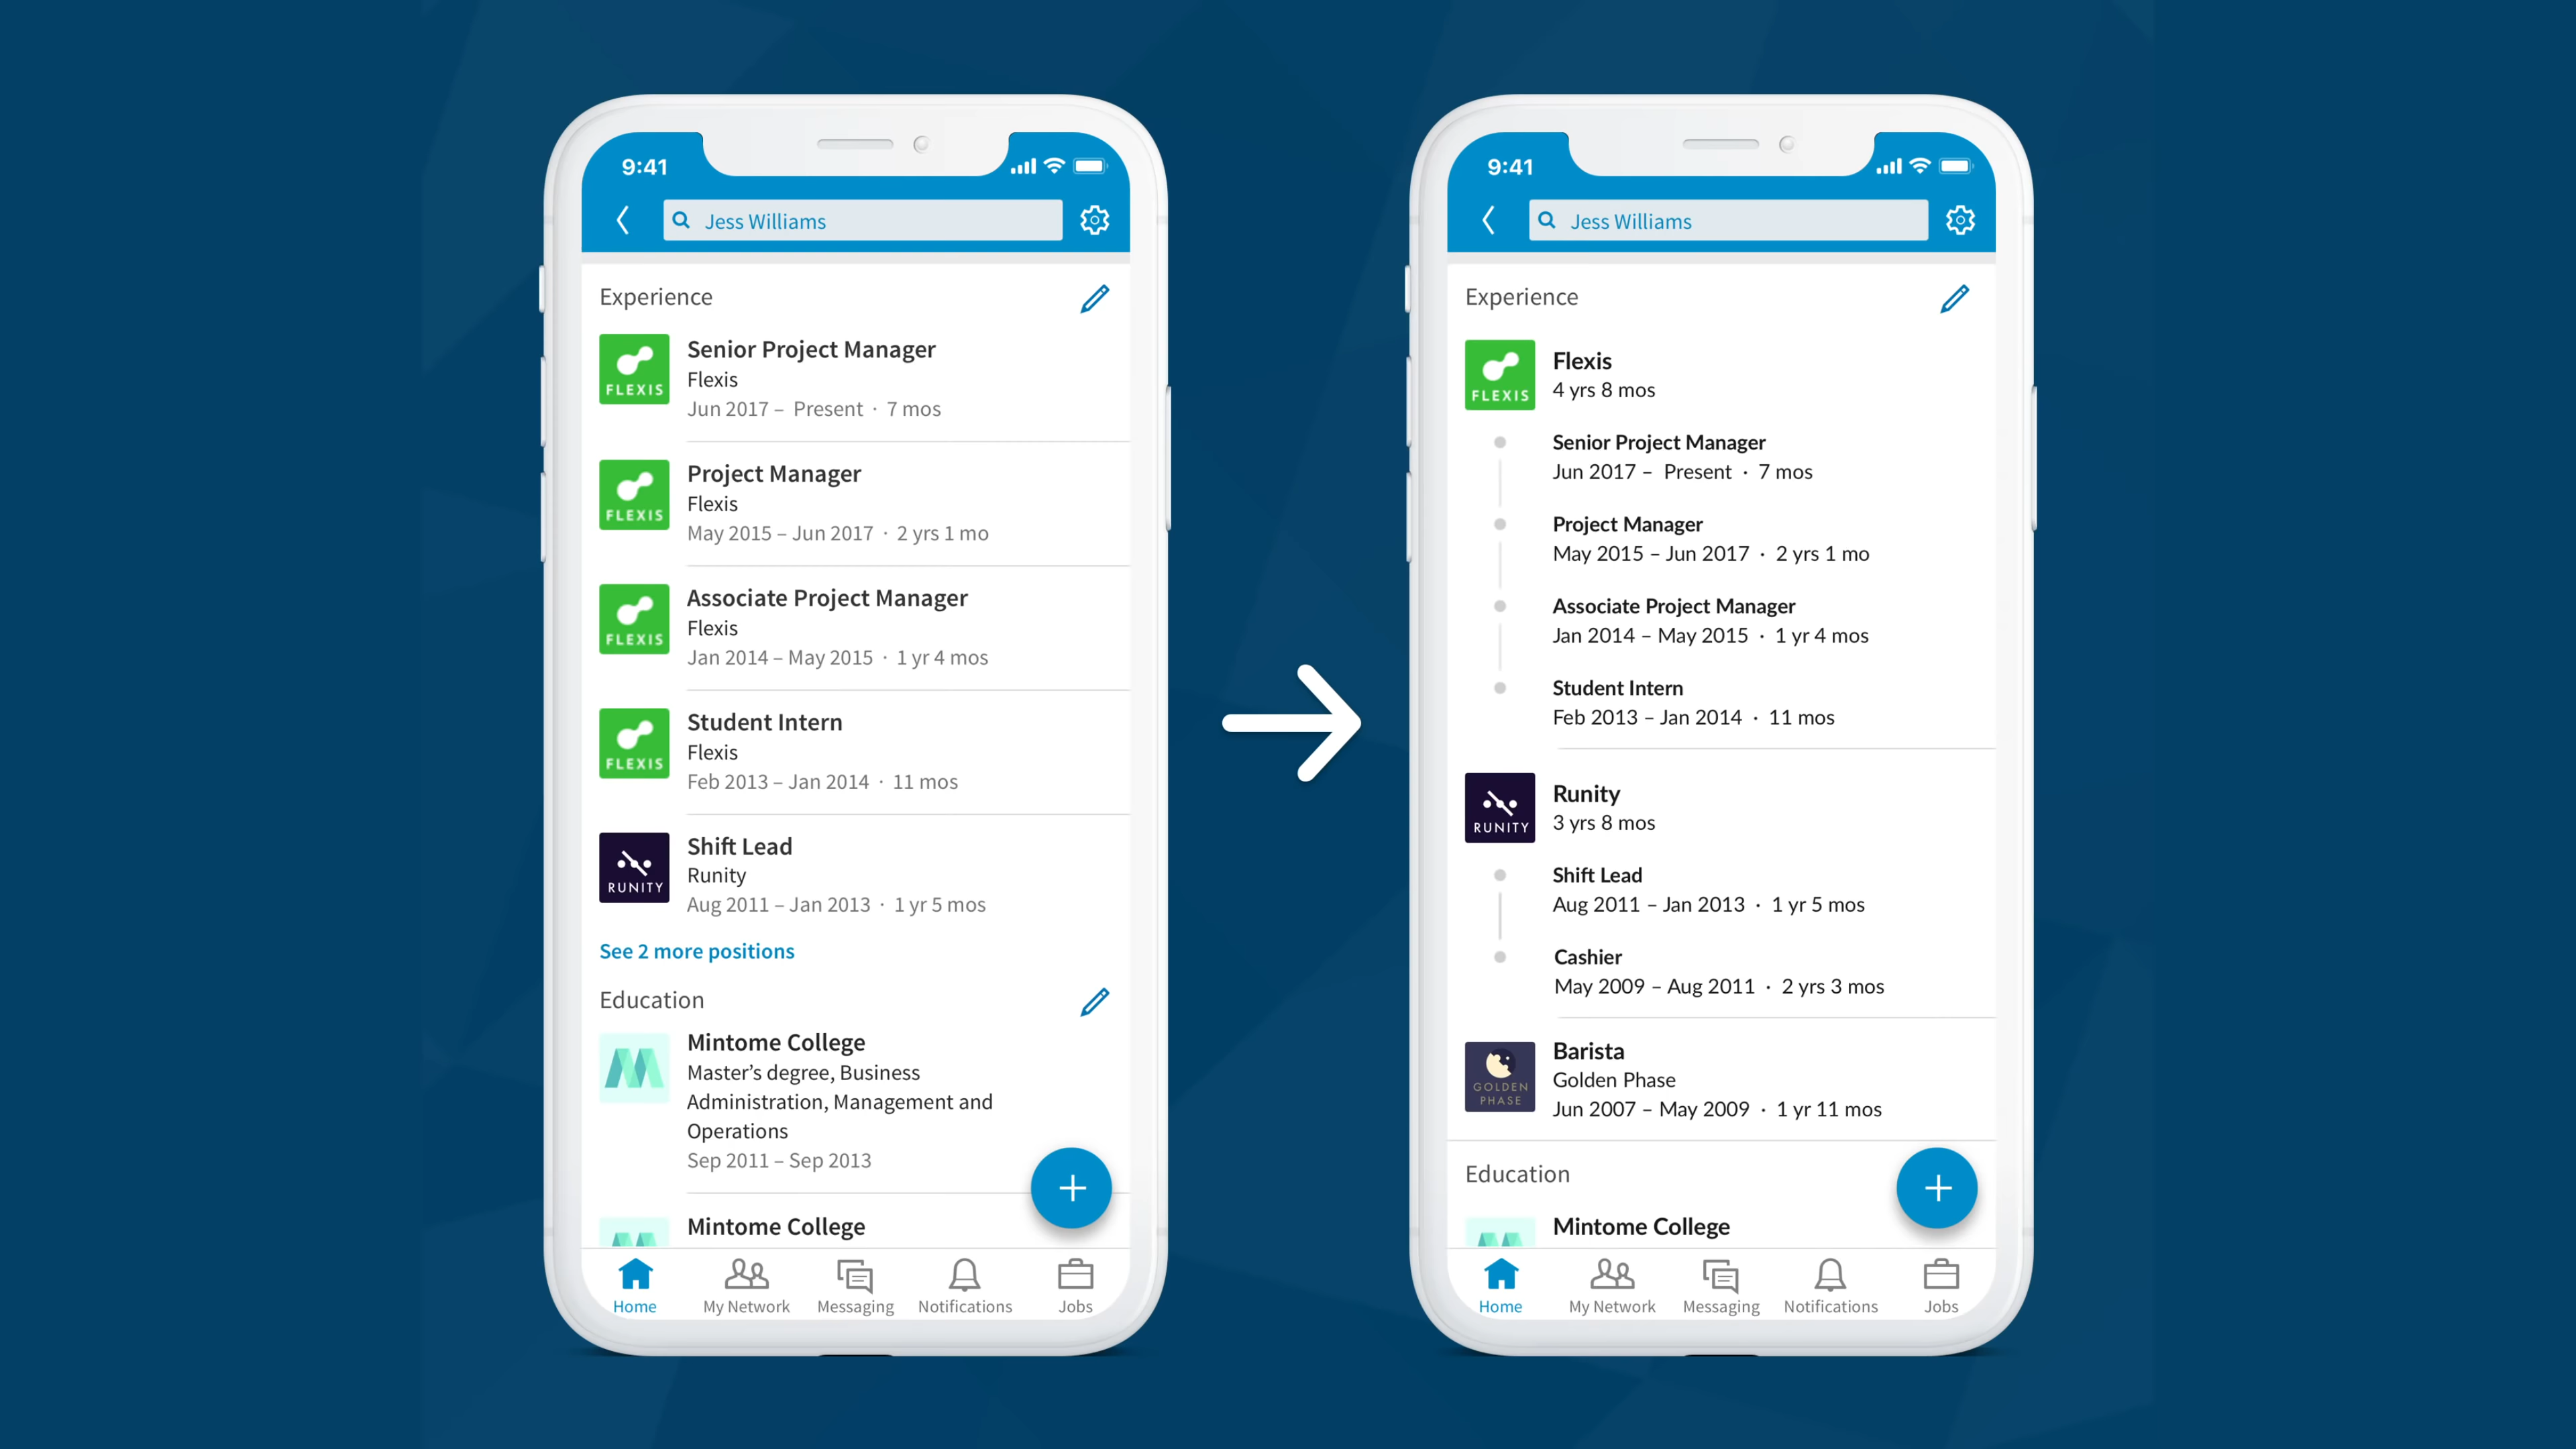 9:41
Jess Williams
Experience
FLEXIS
Senior Project Manager
Flexis
Jun 2017 – Present · 7 mos
FLEXIS
Project Manager
Flexis
May 2015 – Jun 2017 · 2 yrs 1 mo
FLEXIS
Associate Project Manager
Flexis
Jan 2014 – May 2015 · 1 yr 4 mos
FLEXIS
Student Intern
Flexis
Feb 2013 – Jan 2014 · 11 mos
RUNITY
Shift Lead
Runity
Aug 2011 – Jan 2013 · 1 yr 5 mos
See 2 more positions
Education
Mintome College
Master’s degree, Business
Administration, Management and
Operations
Sep 2011 – Sep 2013
Mintome College
Home My Network Messaging Notifications Jobs
9:41
Jess Williams
Experience
FLEXIS
Flexis
4 yrs 8 mos
Senior Project Manager
Jun 2017 – Present · 7 mos
Project Manager
May 2015 – Jun 2017 · 2 yrs 1 mo
Associate Project Manager
Jan 2014 – May 2015 · 1 yr 4 mos
Student Intern
Feb 2013 – Jan 2014 · 11 mos
RUNITY
Runity
3 yrs 8 mos
Shift Lead
Aug 2011 – Jan 2013 · 1 yr 5 mos
Cashier
May 2009 – Aug 2011 · 2 yrs 3 mos
GOLDEN
PHASE
Barista
Golden Phase
Jun 2007 – May 2009 · 1 yr 11 mos
Education
Mintome College
Home My Network Messaging Notifications Jobs